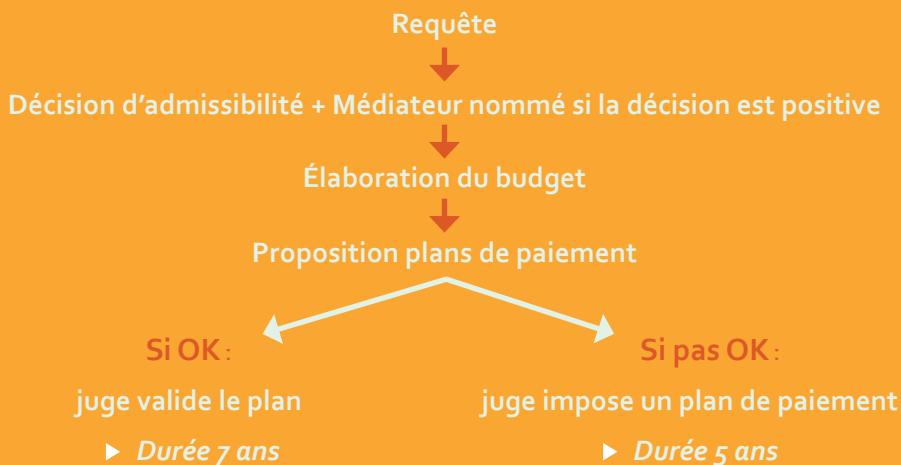 Requête
Décision d'admissibilité + Médiateur nommé si la décision est positive
Élaboration du budget
Proposition plans de paiement
Si OK :
Si pas OK :
juge valide le plan
juge impose un plan de paiement
Durée 7 ans
Durée 5 ans